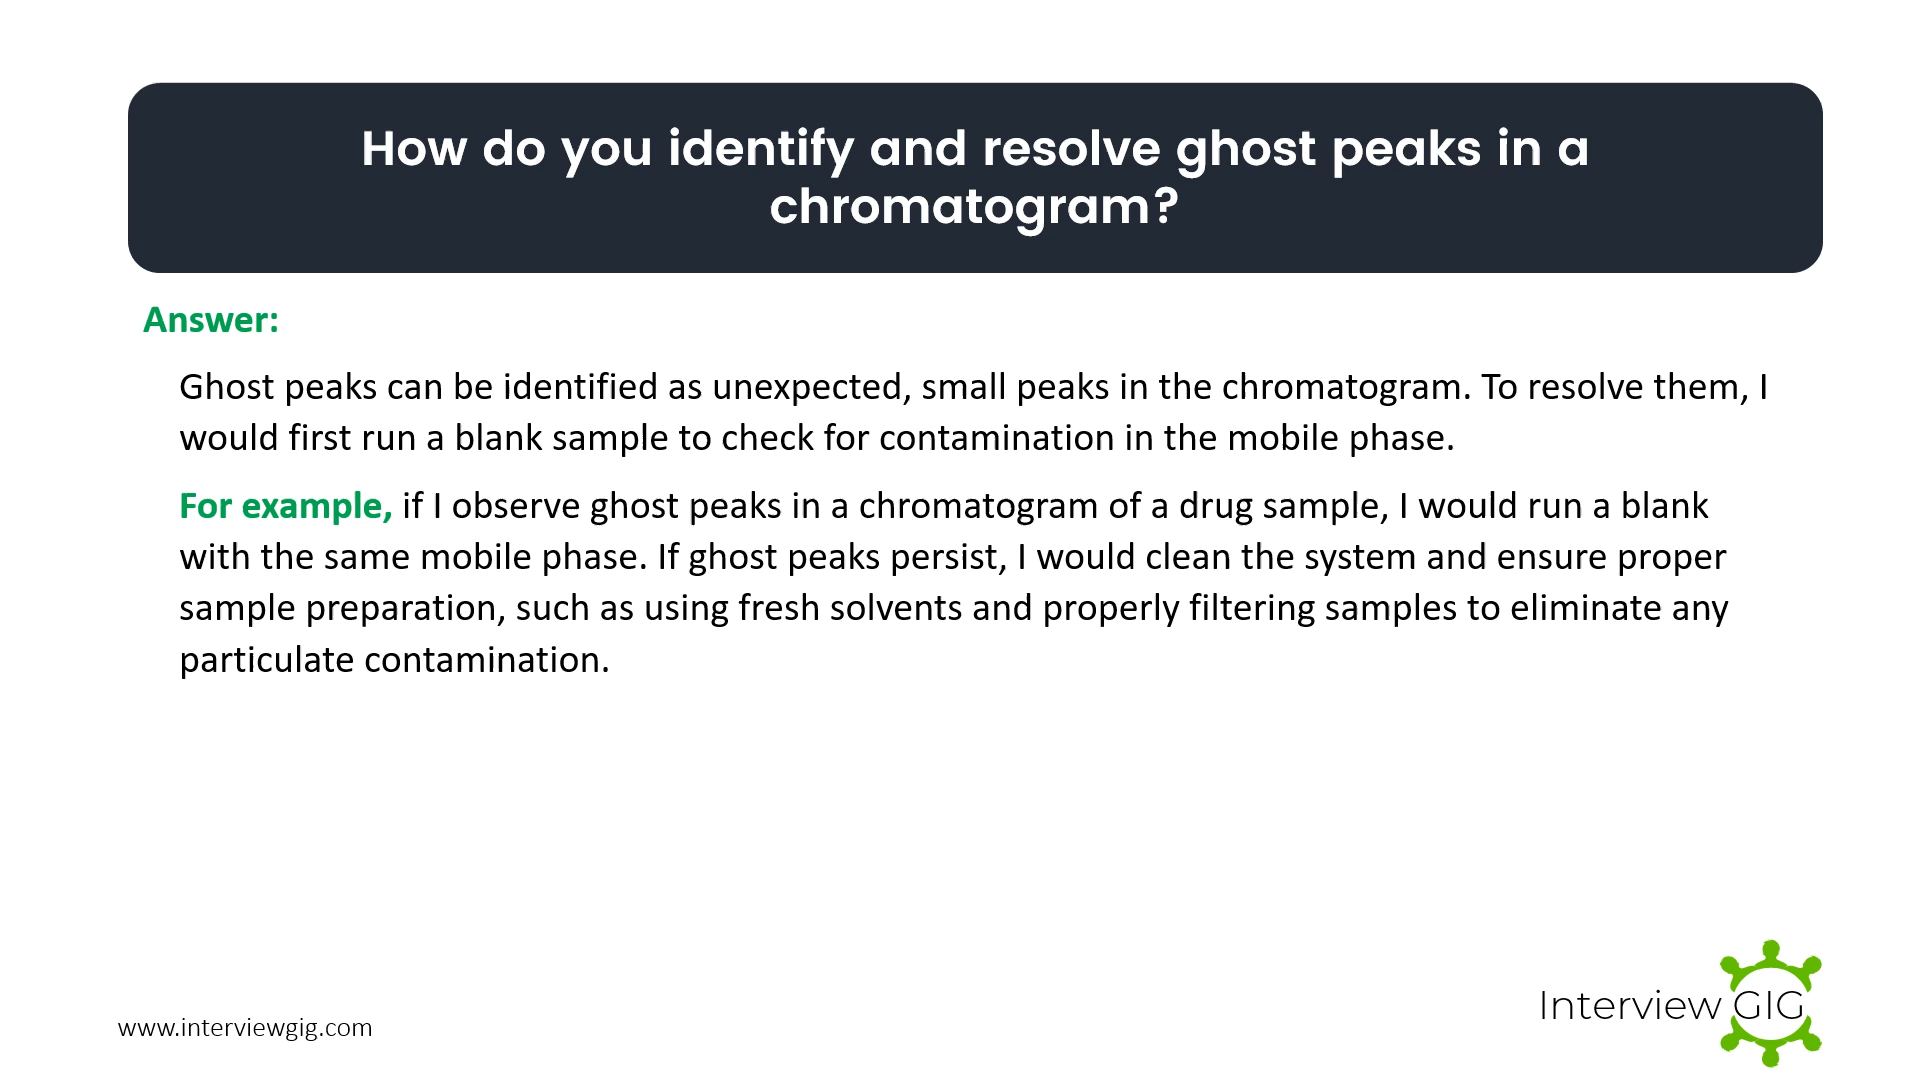 How do you identify and resolve ghost peaks in a
chromatogram?
Answer:
Ghost peaks can be identified as unexpected, small peaks in the chromatogram. To resolve them, I
would first run a blank sample to check for contamination in the mobile phase.
For example, if I observe ghost peaks in a chromatogram of a drug sample, I would run a blank
with the same mobile phase. If ghost peaks persist, I would clean the system and ensure proper
sample preparation, such as using fresh solvents and properly filtering samples to eliminate any
particulate contamination.
Interview GIG
www.interviewgig.com